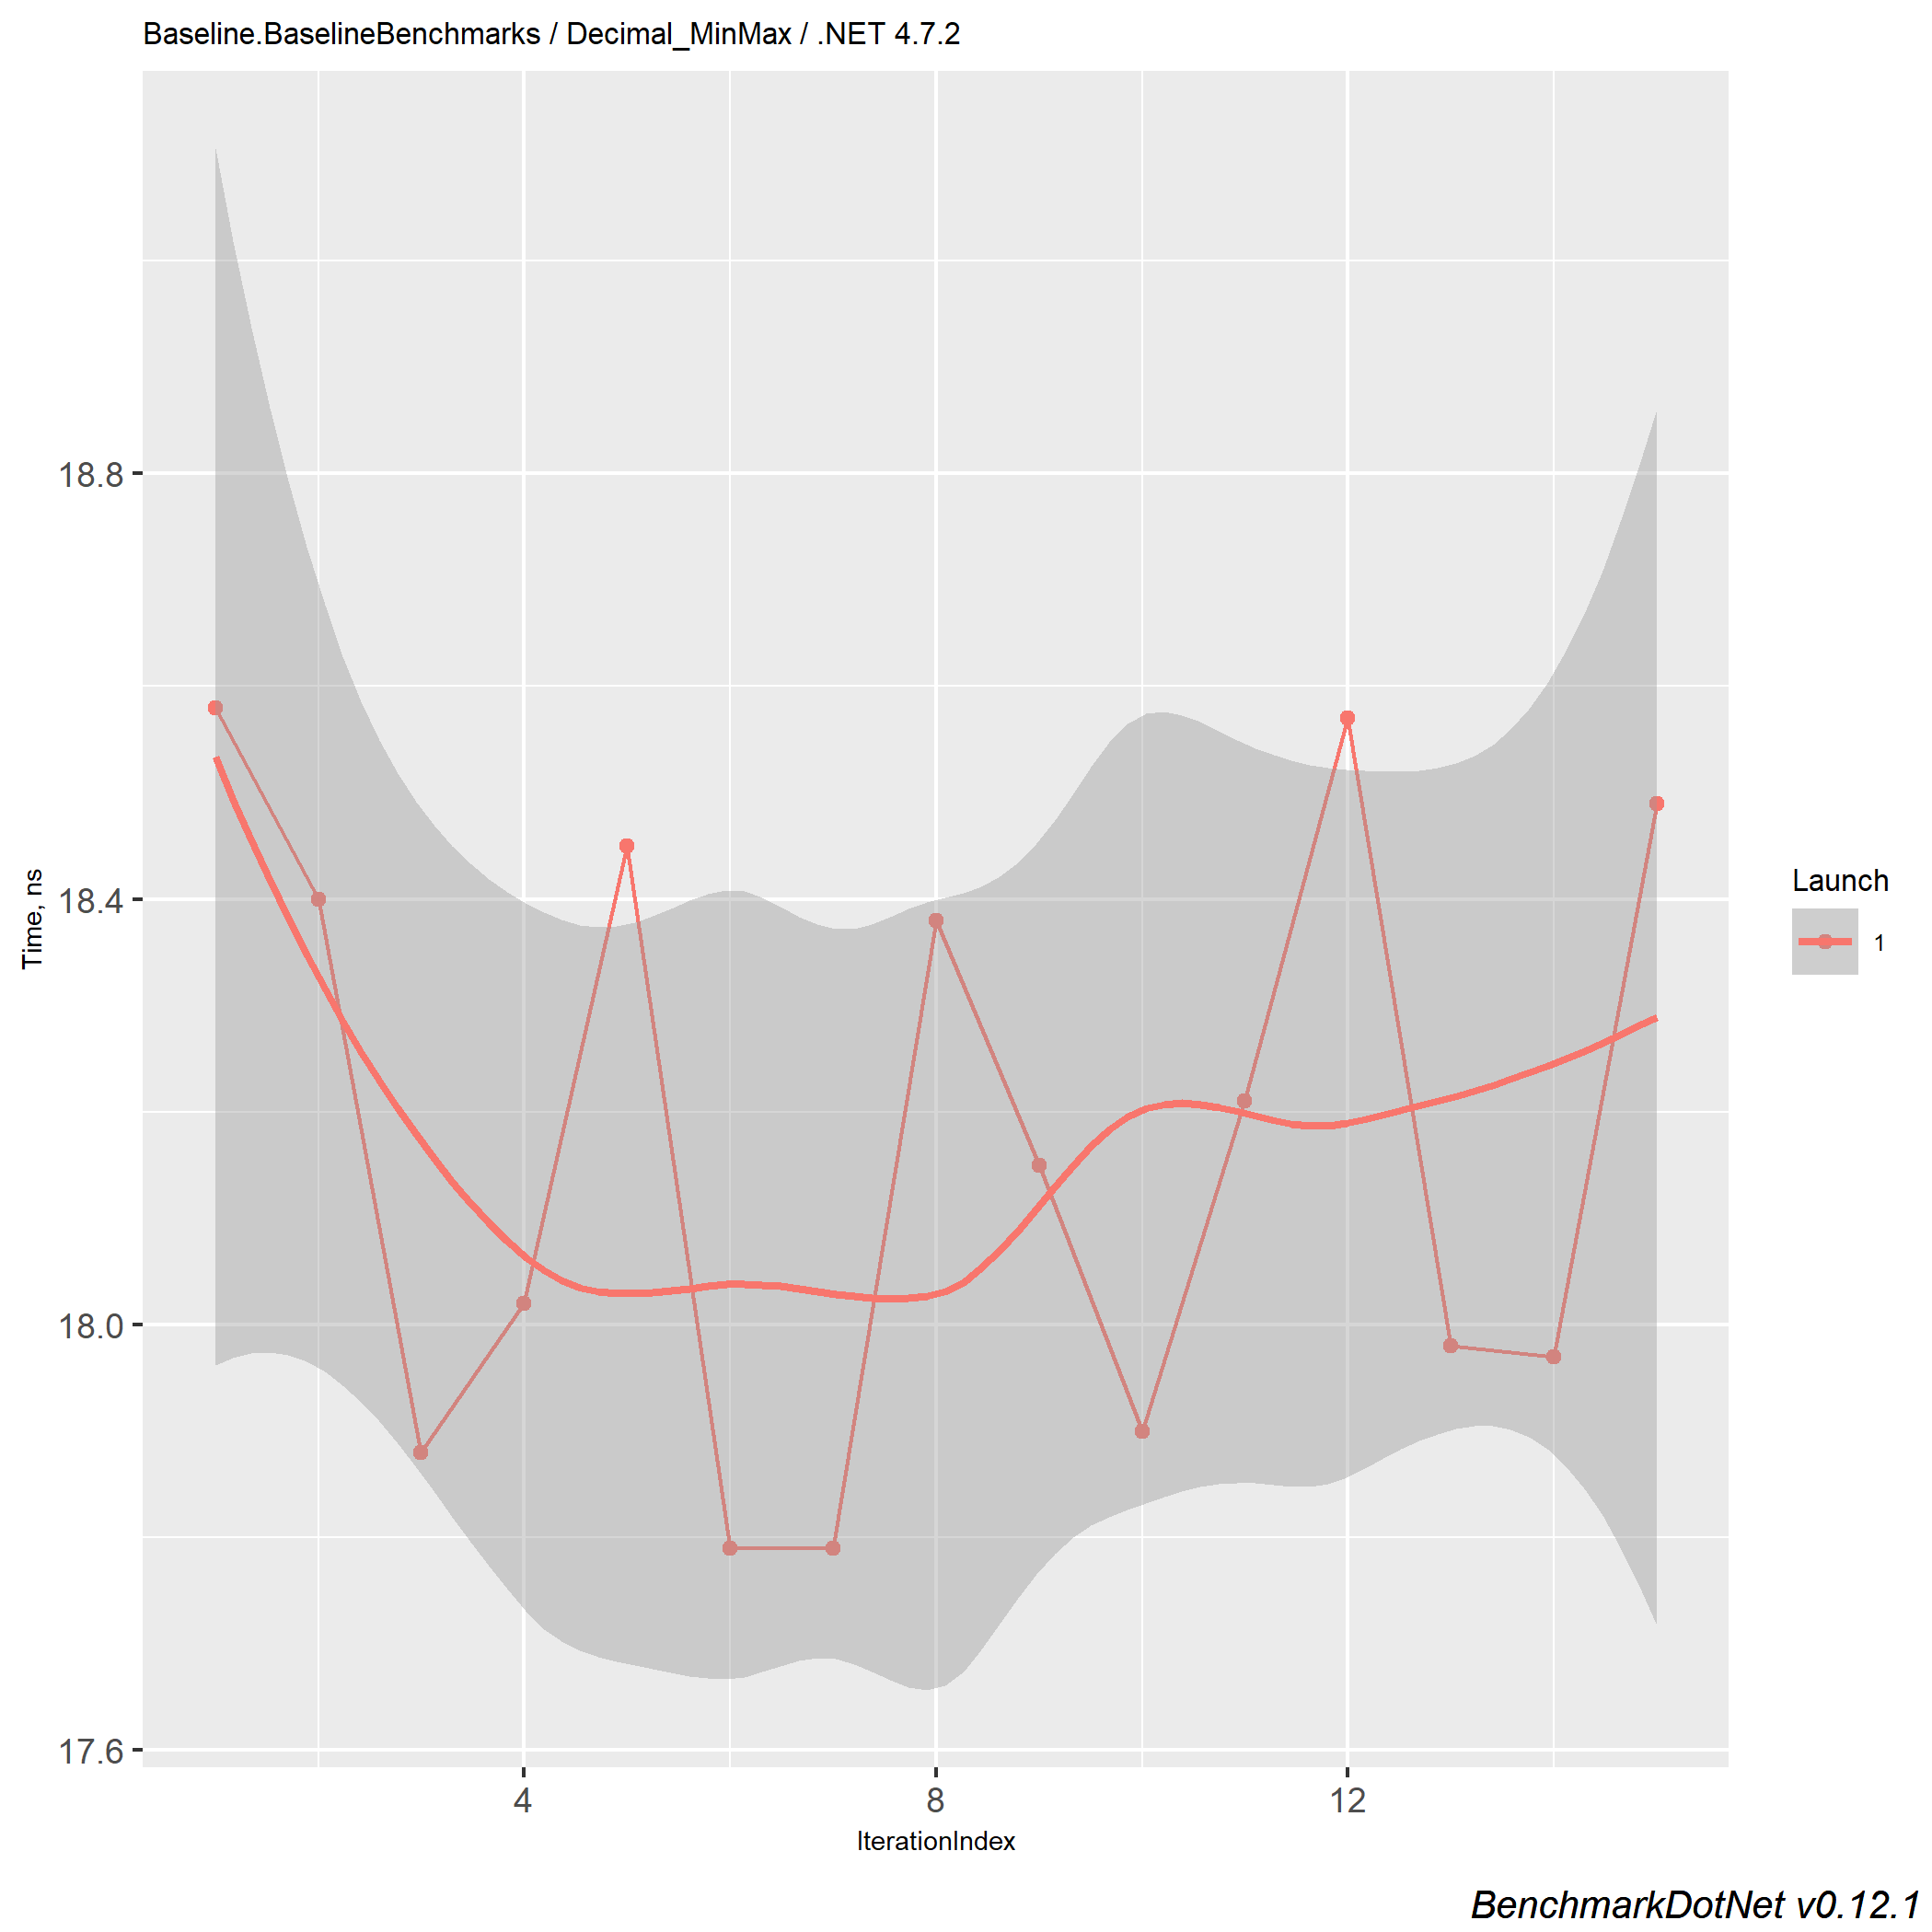 Baseline.BaselineBenchmarks / Decimal_MinMax / .NET 4.7.2
Time, ns
18.8
18.4
18.0
17.6
4 8 12
IterationIndex
Launch
1
BenchmarkDotNet v0.12.1